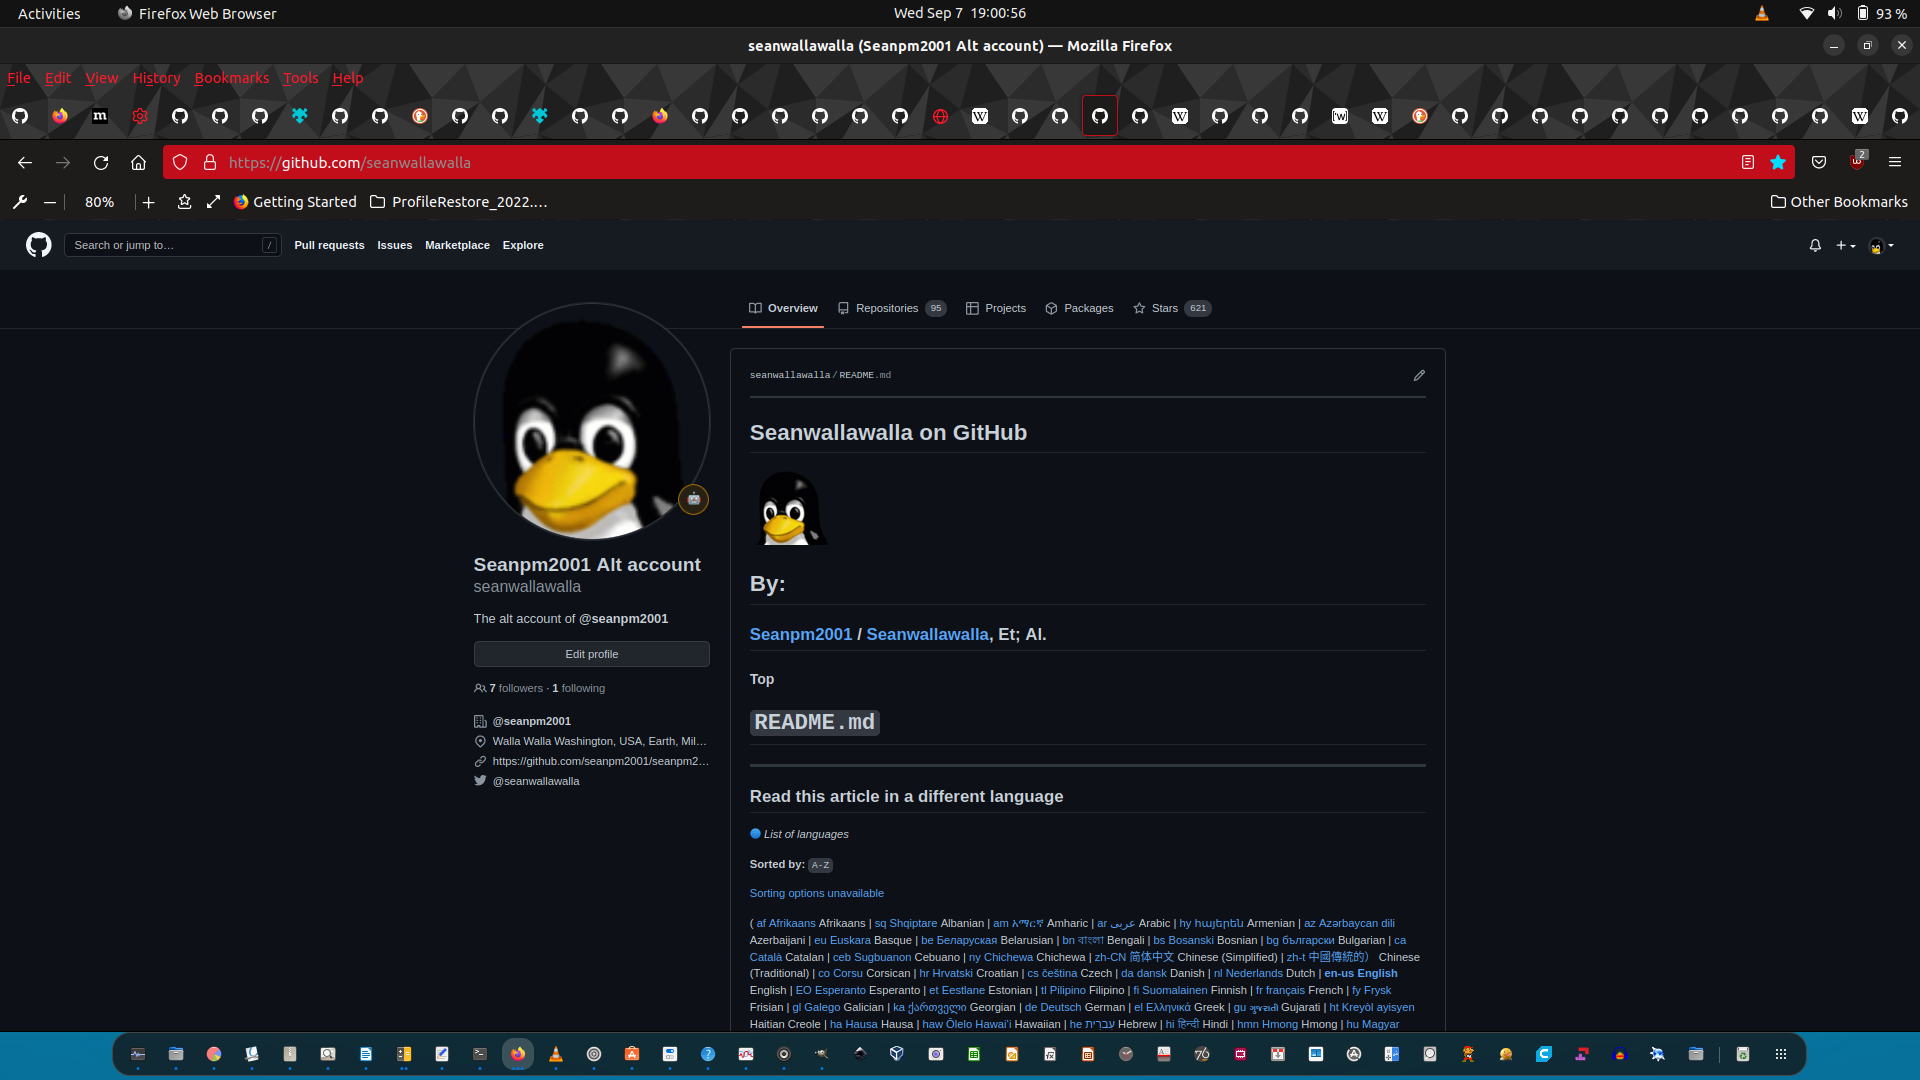 Activities Firefox Web Browser Wed Sep 7 19:00:56 93 %
seanwallawalla (Seanpm2001 Alt account) — Mozilla Firefox
File Edit View History Bookmarks Tools Help
https://github.com/seanwallawalla 2
80% Getting Started ProfileRestore_2022.… Other Bookmarks
Search or jump to… / Pull requests Issues Marketplace Explore
Overview Repositories 95 Projects Packages Stars 621
seanwallawalla/README.md
Seanwallawalla on GitHub
Seanpm2001 Alt account
seanwallawalla
The alt account of @seanpm2001
Edit profile
7 followers · 1 following
@seanpm2001
Walla Walla Washington, USA, Earth, Mil…
https://github.com/seanpm2001/seanpm2…
@seanwallawalla
By:
Seanpm2001 / Seanwallawalla, Et; Al.
Top
README.md
Read this article in a different language
List of languages
Sorted by: A-Z
Sorting options unavailable
( af Afrikaans Afrikaans | sq Shqiptare Albanian | am አማርኛ Amharic | ar عربى Arabic | hy հայերեն Armenian | az Azərbaycan dili
Azerbaijani | eu Euskara Basque | be Беларуская Belarusian | bn বাংলা Bengali | bs Bosanski Bosnian | bg български Bulgarian | ca
Català Catalan | ceb Sugbuanon Cebuano | ny Chichewa Chichewa | zh-CN 简体中文 Chinese (Simplified) | zh-t 中國傳統的） Chinese
(Traditional) | co Corsu Corsican | hr Hrvatski Croatian | cs čeština Czech | da dansk Danish | nl Nederlands Dutch | en-us English
English | EO Esperanto Esperanto | et Eestlane Estonian | tl Pilipino Filipino | fi Suomalainen Finnish | fr français French | fy Frysk
Frisian | gl Galego Galician | ka ქართველი Georgian | de Deutsch German | el Ελληνικά Greek | gu ગુજરાતી Gujarati | ht Kreyòl ayisyen
Haitian Creole | ha Hausa Hausa | haw Ōlelo Hawaiʻi Hawaiian | he עִברִית Hebrew | hi हिन्दी Hindi | hmn Hmong Hmong | hu Magyar